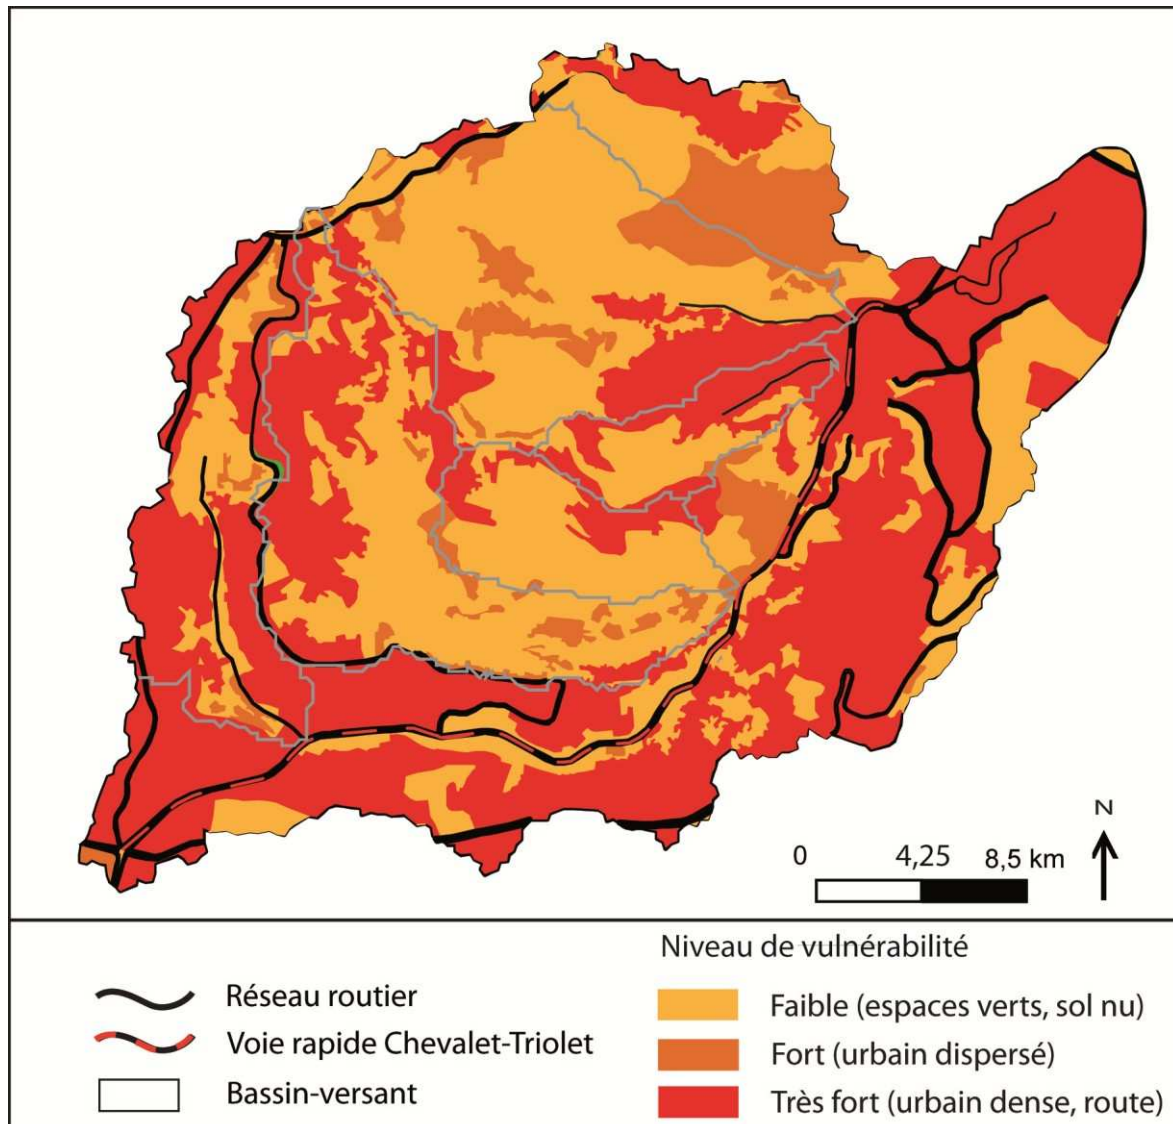 N
0 4,25 8,5 km
Niveau de vulnérabilité
Réseau routier
Voie rapide Chevalet-Triolet
Bassin-versant
Faible (espaces verts, sol nu)
Fort (urbain dispersé)
Très fort (urbain dense, route)